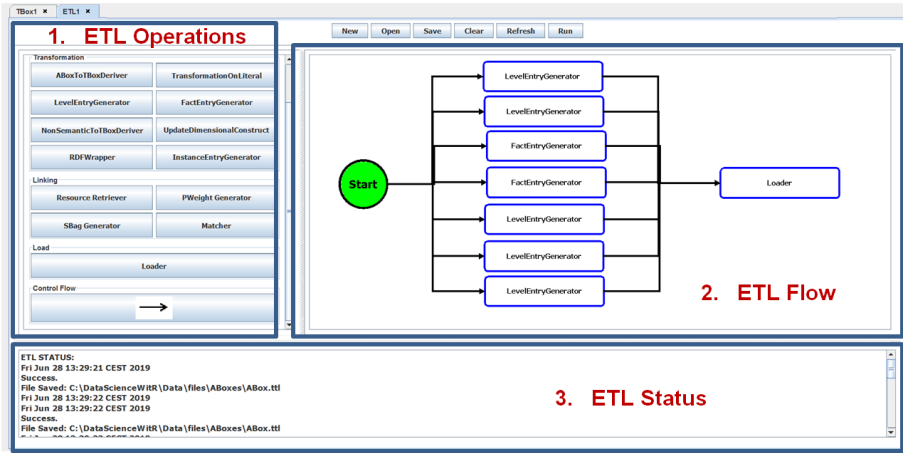 TBox1 × ETL1 ×
1. ETL Operations
New Open Save Clear Refresh Run
Transformation
ABoxToTBoxDeriver TransformationOnLiteral
LevelEntryGenerator FactEntryGenerator
NonSemanticToTBoxDeriver UpdateDimensionalConstruct
RDFWrapper InstanceEntryGenerator
Linking
Resource Retriever PWeight Generator
SBag Generator Matcher
Load
Loader
Control Flow
Start
LevelEntryGenerator
LevelEntryGenerator
FactEntryGenerator
FactEntryGenerator
LevelEntryGenerator
LevelEntryGenerator
LevelEntryGenerator
Loader
2. ETL Flow
ETL STATUS:
Fri Jun 28 13:29:21 CEST 2019
Success.
File Saved: C:\DataScienceWitR\Data\files\ABoxes\ABox.ttl
Fri Jun 28 13:29:22 CEST 2019
Fri Jun 28 13:29:22 CEST 2019
Success.
File Saved: C:\DataScienceWitR\Data\files\ABoxes\ABox.ttl
3. ETL Status